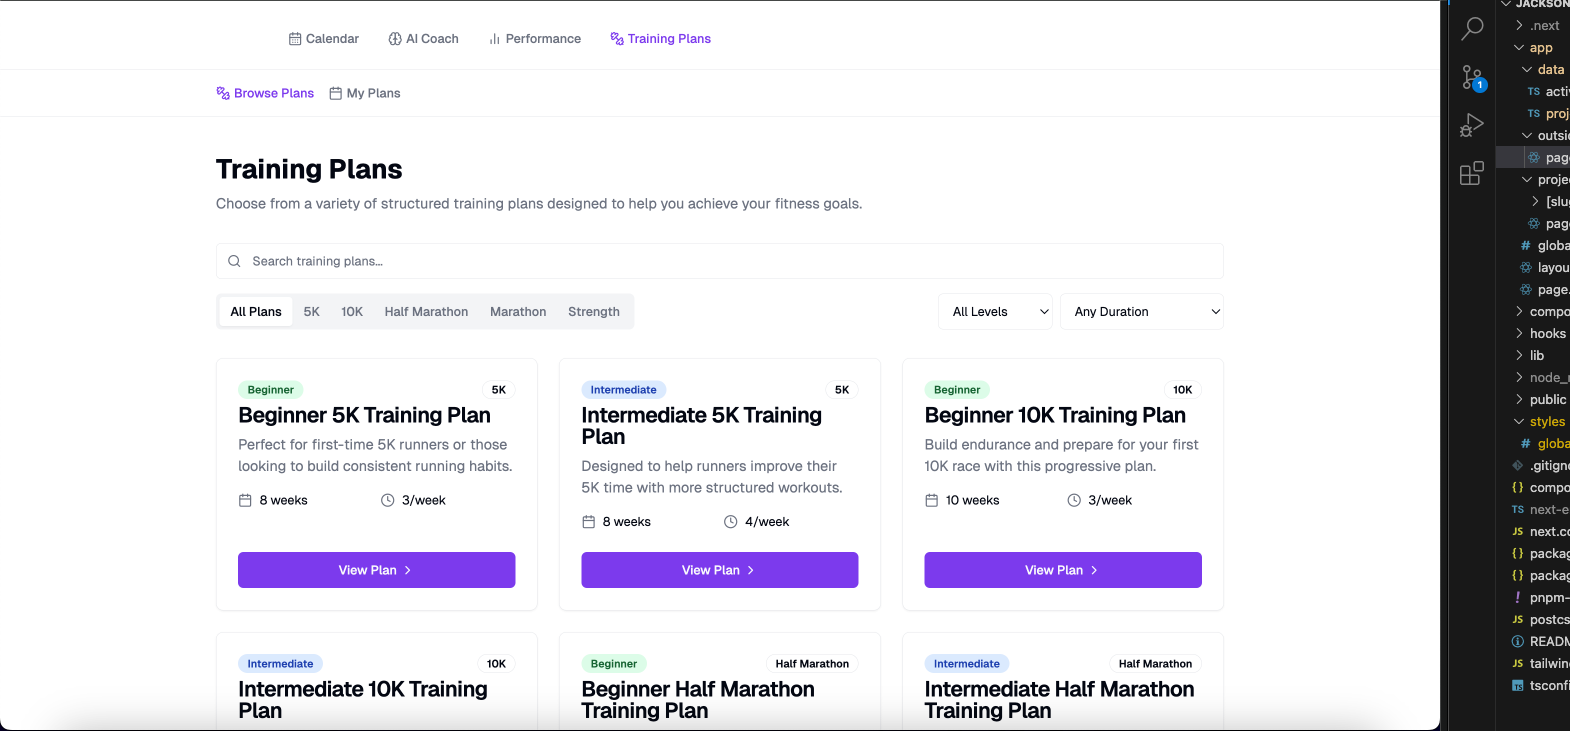 Calendar AI Coach Performance Training Plans
Browse Plans My Plans
Training Plans
Choose from a variety of structured training plans designed to help you achieve your fitness goals.
Search training plans...
All Plans 5K 10K Half Marathon Marathon Strength
All Levels Any Duration
Beginner 5K
Beginner 5K Training Plan
Perfect for first-time 5K runners or those
looking to build consistent running habits.
8 weeks 3/week
View Plan
Intermediate 5K
Intermediate 5K Training
Plan
Designed to help runners improve their
5K time with more structured workouts.
8 weeks 4/week
View Plan
Beginner 10K
Beginner 10K Training Plan
Build endurance and prepare for your first
10K race with this progressive plan.
10 weeks 3/week
View Plan
Intermediate 10K
Intermediate 10K Training
Plan
Beginner Half Marathon
Beginner Half Marathon
Training Plan
Intermediate Half Marathon
Intermediate Half Marathon
Training Plan
1
JACKSON
.next
app
data
TS acti
TS proj
outsi
page
proje
[slug
page
# globa
layou
page.
compo
hooks
lib
node_
public
styles
# globa
.gitign
{} compo
TS next-e
JS next.co
{} packag
{} packag
! pnpm-
JS postcs
READM
JS tailwin
TS tsconfi